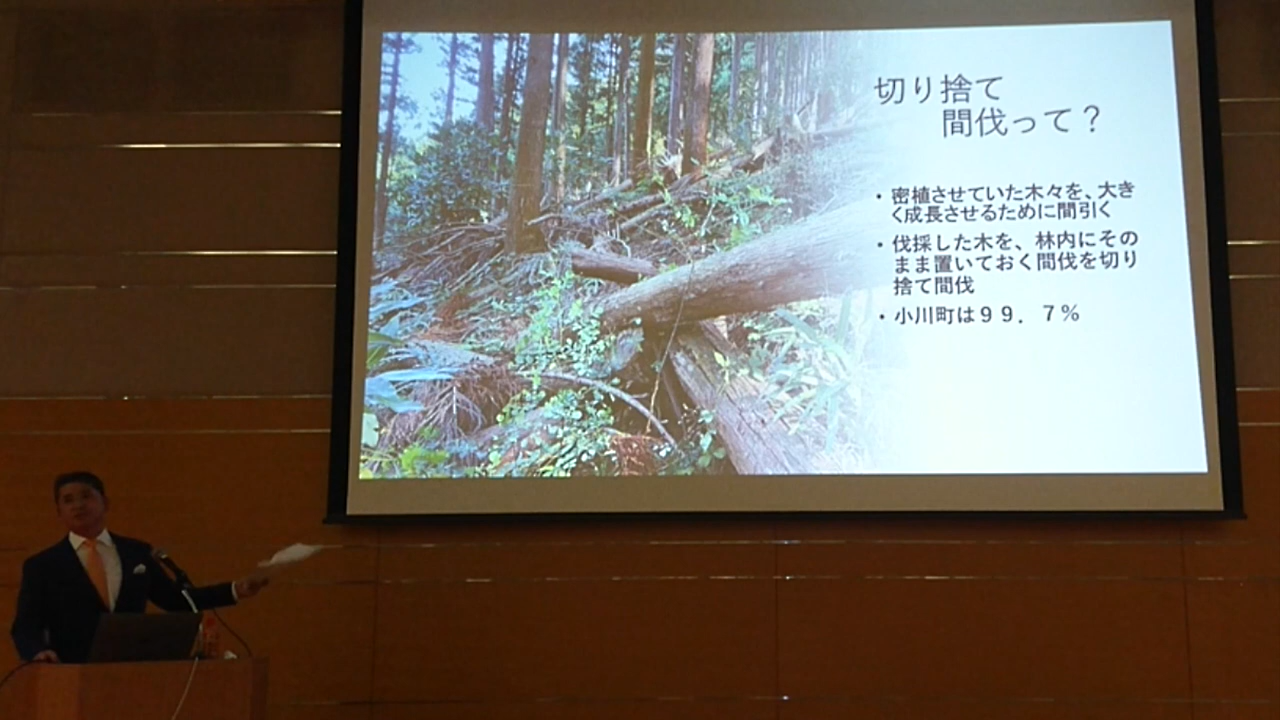 切り捨て
間伐って？
・密植させていた木々を、大き
く成長させるために間引く
・伐採した木を、林内にその
まま置いておく間伐を切り
捨て間伐
・小川町は９９．７％